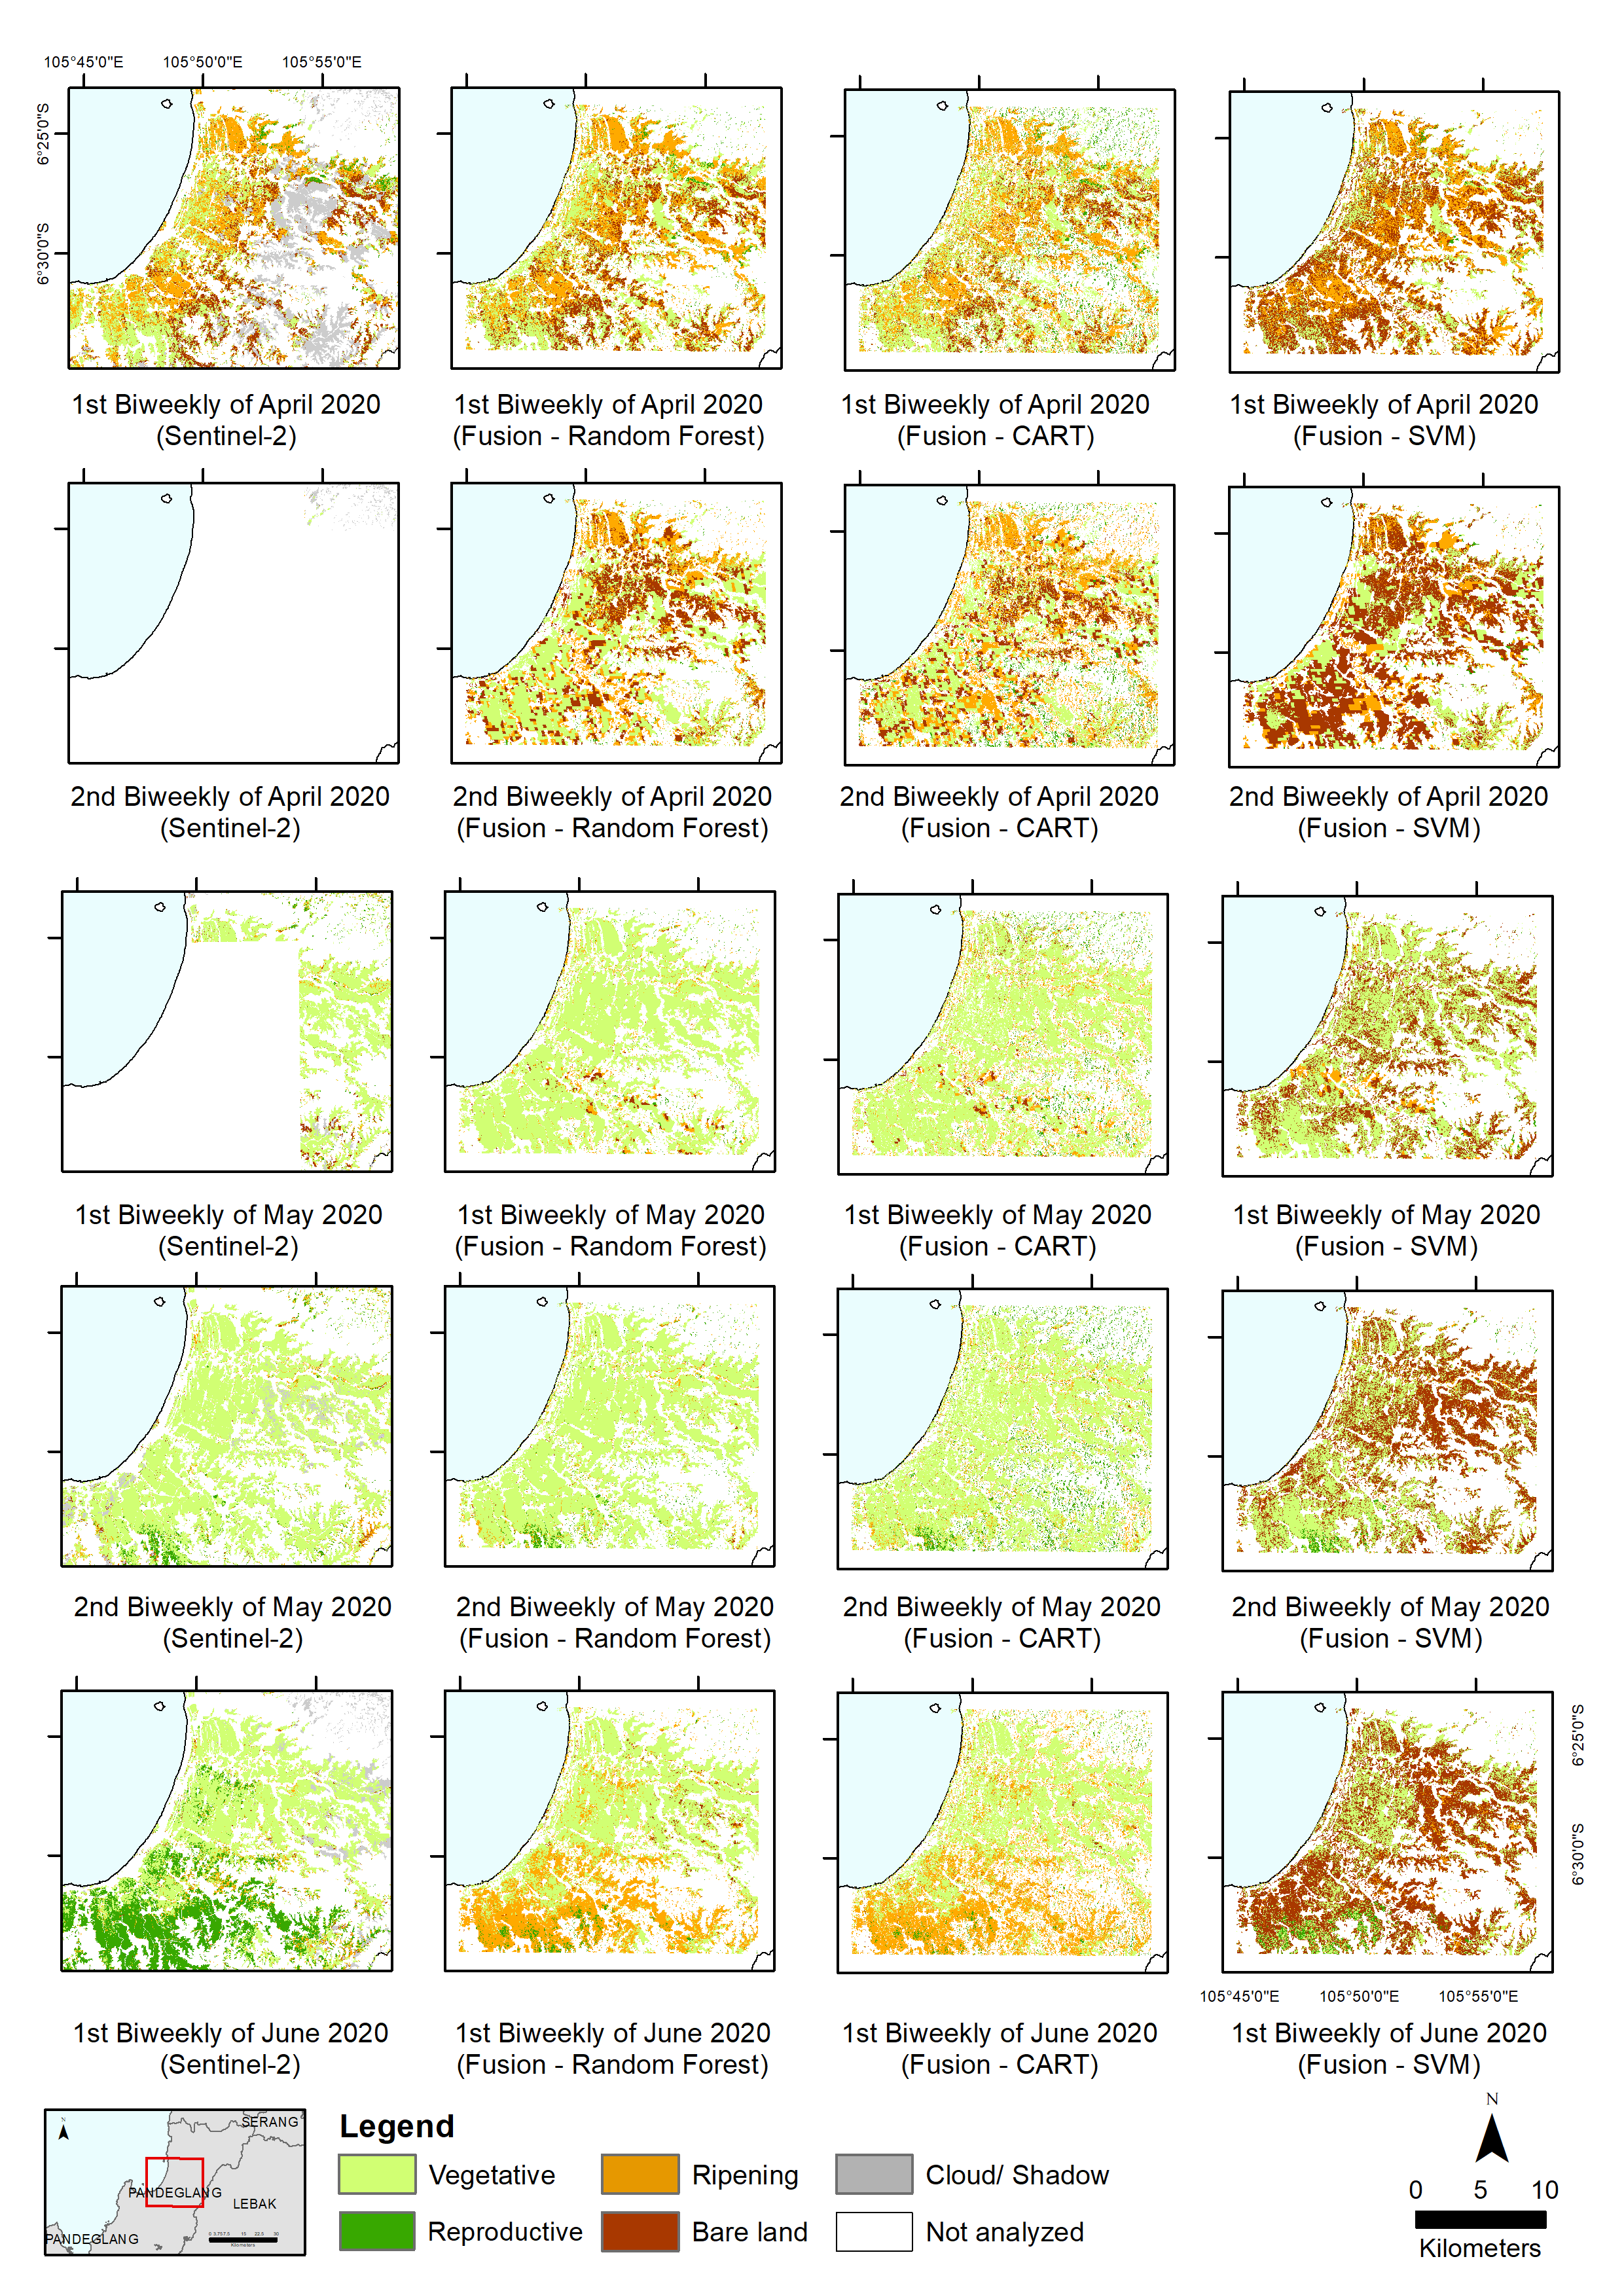 105°45'0"E 105°50'0"E 105°55'0"E
6°25'0"S
6°30'0"S
1st Biweekly of April 2020
(Sentinel-2)
1st Biweekly of April 2020
(Fusion - Random Forest)
1st Biweekly of April 2020
(Fusion - CART)
1st Biweekly of April 2020
(Fusion - SVM)
2nd Biweekly of April 2020
(Sentinel-2)
2nd Biweekly of April 2020
(Fusion - Random Forest)
2nd Biweekly of April 2020
(Fusion - CART)
2nd Biweekly of April 2020
(Fusion - SVM)
1st Biweekly of May 2020
(Sentinel-2)
1st Biweekly of May 2020
(Fusion - Random Forest)
1st Biweekly of May 2020
(Fusion - CART)
1st Biweekly of May 2020
(Fusion - SVM)
2nd Biweekly of May 2020
(Sentinel-2)
2nd Biweekly of May 2020
(Fusion - Random Forest)
2nd Biweekly of May 2020
(Fusion - CART)
2nd Biweekly of May 2020
(Fusion - SVM)
6°25'0"S
6°30'0"S
105°45'0"E 105°50'0"E 105°55'0"E
1st Biweekly of June 2020
(Sentinel-2)
1st Biweekly of June 2020
(Fusion - Random Forest)
1st Biweekly of June 2020
(Fusion - CART)
1st Biweekly of June 2020
(Fusion - SVM)
N
SERANG
PANDEGLANG
LEBAK
PANDEGLANG
Kilometers
Legend
Vegetative
Ripening
Cloud/ Shadow
Reproductive
Bare land
Not analyzed
N
0 5 10
Kilometers